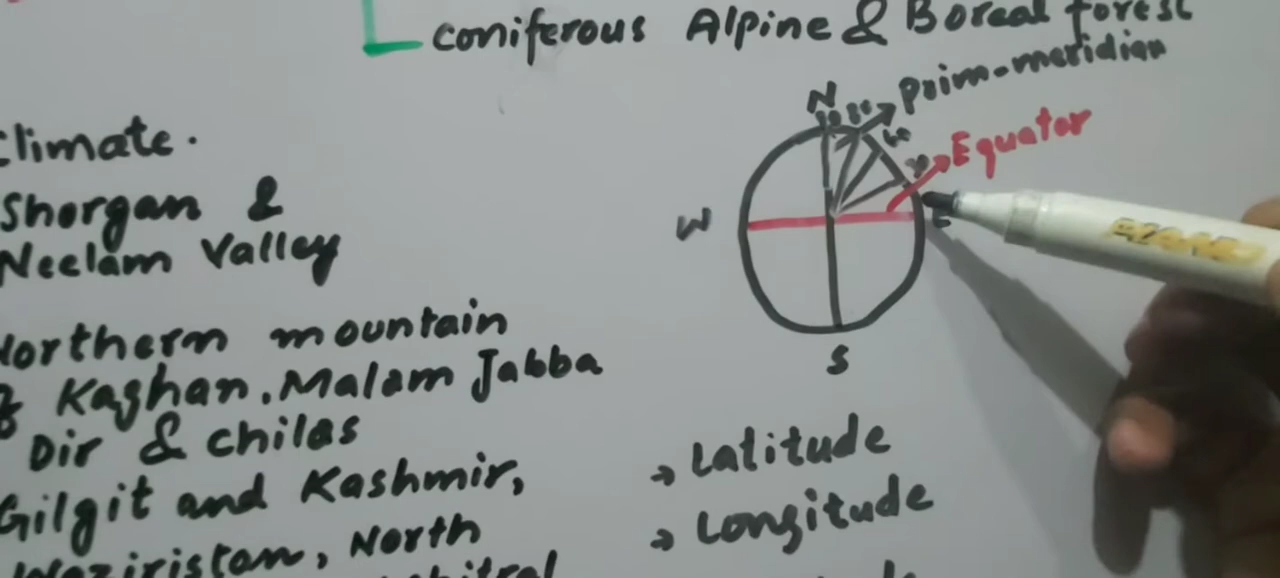 coniferous Alpine & Boreal forest
Climate.
Shorgan &
Neelam Valley
Northern mountain
Kaghan, Malam Jabba
Dir & chilas
Gilgit and Kashmir,
Waziristan, North
N
prim-meridian
Equator
W
E
S
→ Latitude
→ Longitude